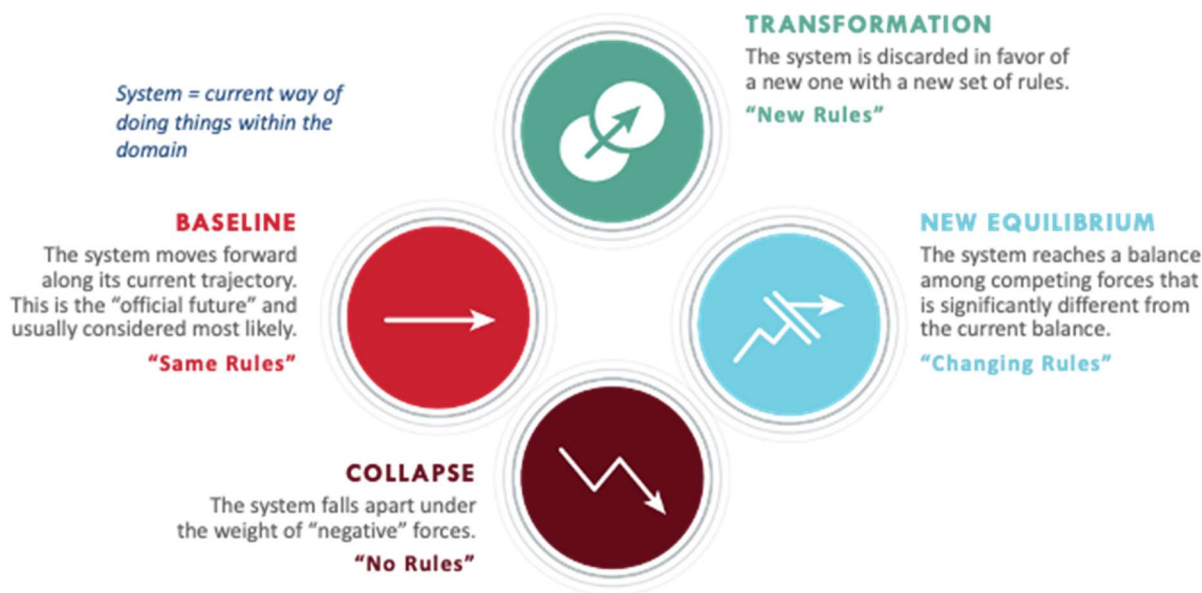 TRANSFORMATION
The system is discarded in favor of
a new one with a new set of rules.
“New Rules”
System = current way of
doing things within the
domain
BASELINE
The system moves forward
along its current trajectory.
This is the “official future” and
usually considered most likely.
“Same Rules”
NEW EQUILIBRIUM
The system reaches a balance
among competing forces that
is significantly different from
the current balance.
“Changing Rules”
COLLAPSE
The system falls apart under
the weight of “negative” forces.
“No Rules”